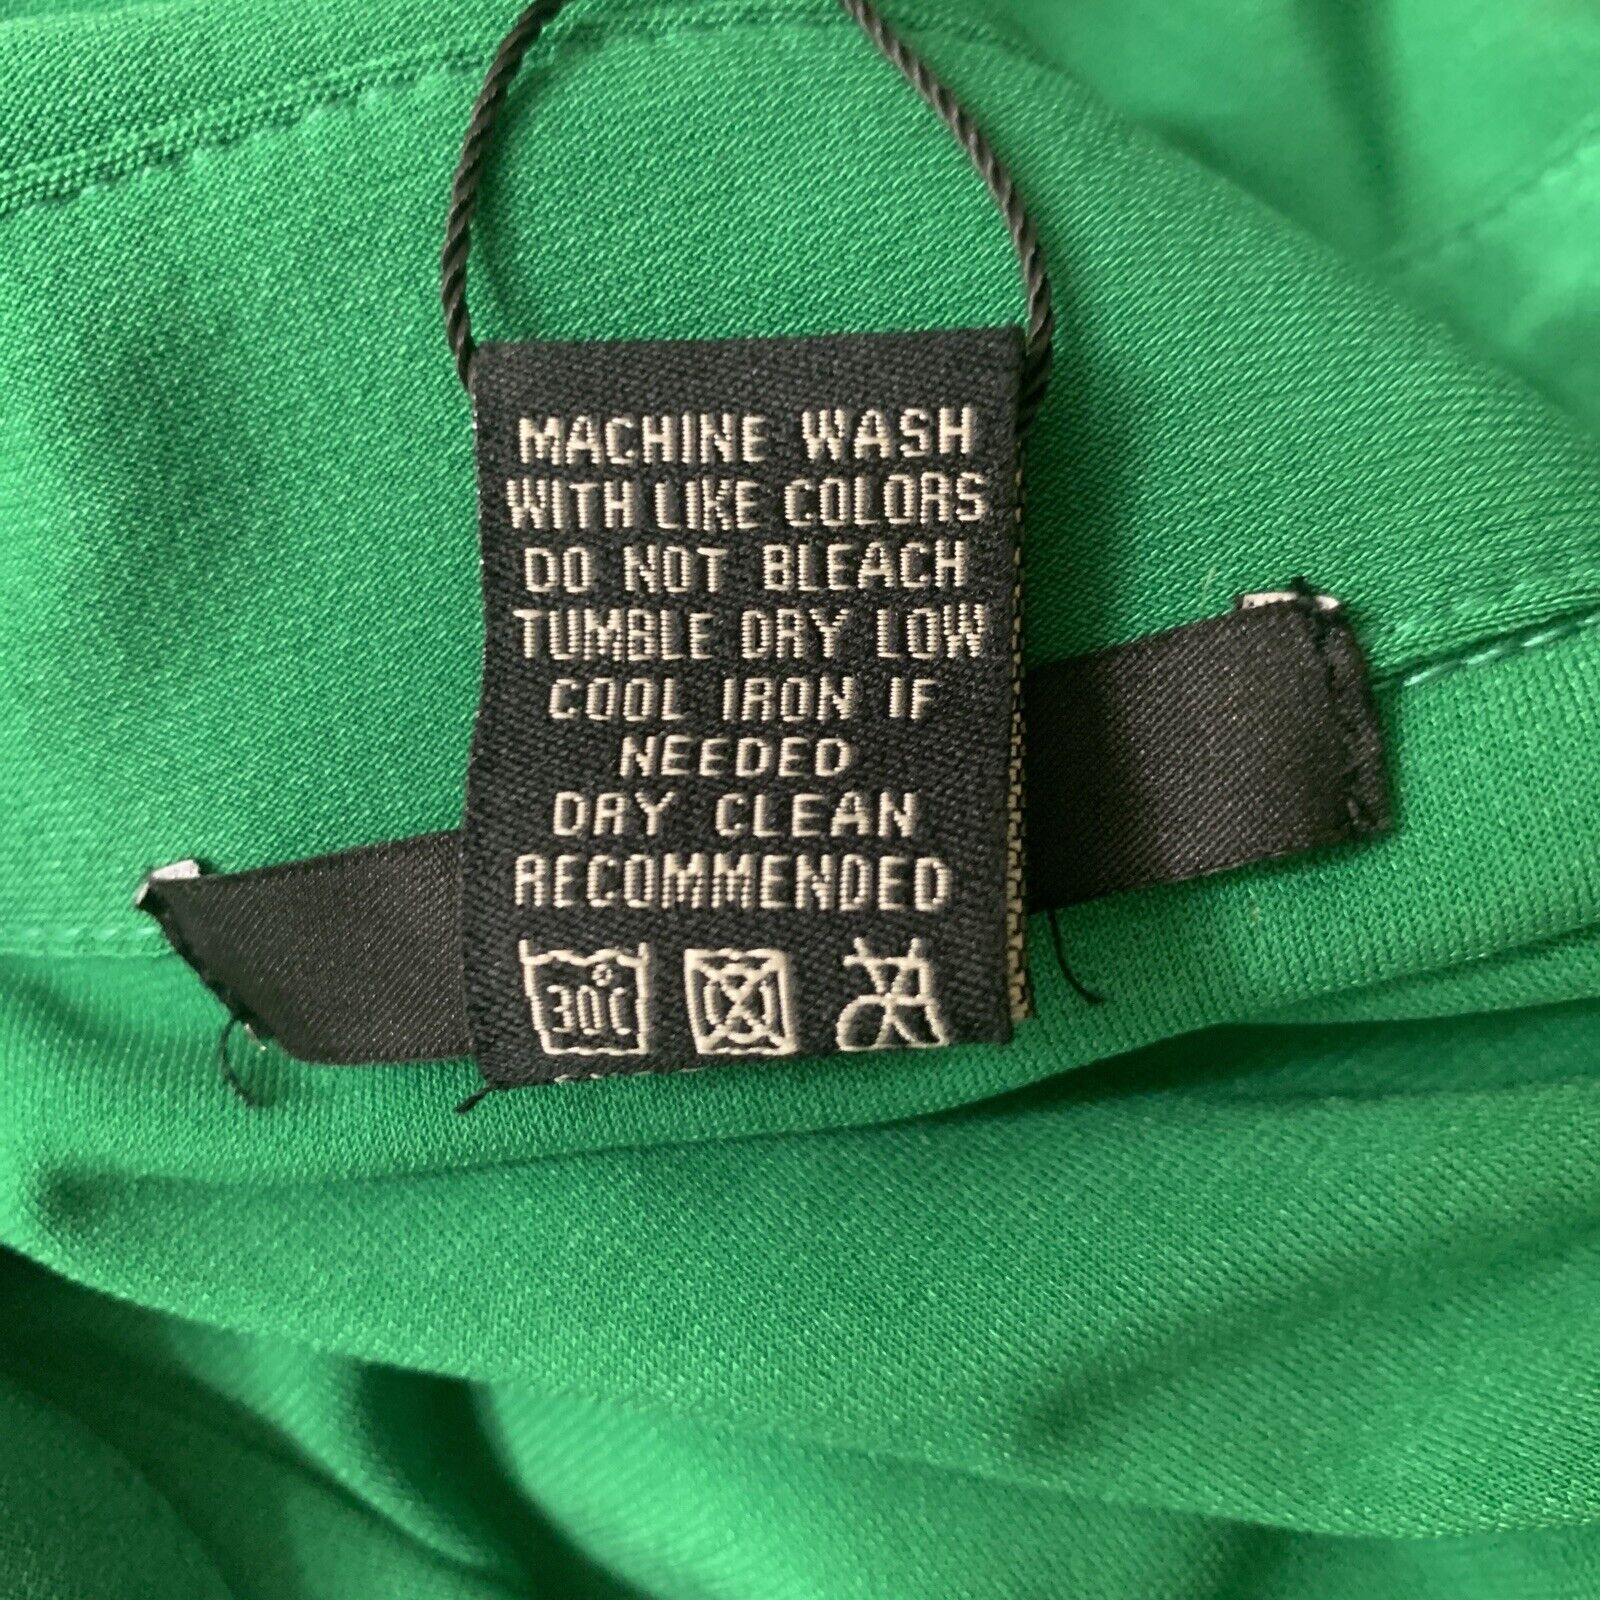 MACHINE WASH
WITH LIKE COLORS
DO NOT BLEACH
TUMBLE DRY LOW
COOL IRON IF
NEEDED
DRY CLEAN
RECOMMENDED
30°C